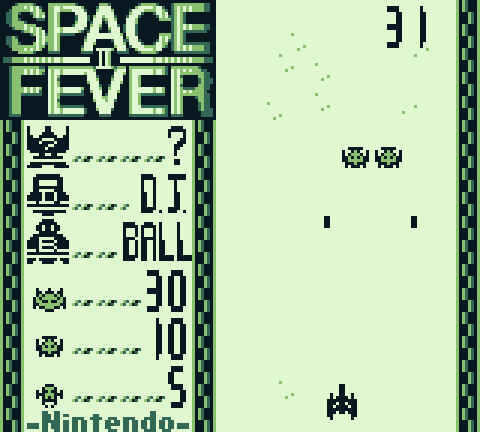 SPACE
II
FEVER
31
?
D.J.
BALL
30
10
5
-Nintendo-